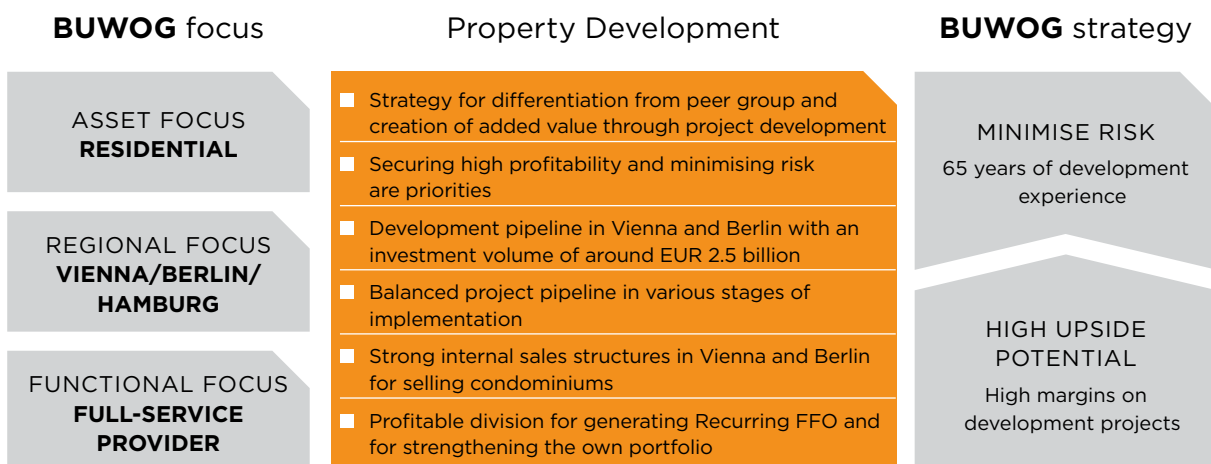 BUWOG focus
ASSET FOCUS
RESIDENTIAL
REGIONAL FOCUS
VIENNA/BERLIN/
HAMBURG
FUNCTIONAL FOCUS
FULL-SERVICE
PROVIDER
Property Development
Strategy for differentiation from peer group and
creation of added value through project development
Securing high profitability and minimising risk
are priorities
Development pipeline in Vienna and Berlin with an
investment volume of around EUR 2.5 billion
Balanced project pipeline in various stages of
implementation
Strong internal sales structures in Vienna and Berlin
for selling condominiums
Profitable division for generating Recurring FFO and
for strengthening the own portfolio
BUWOG strategy
MINIMISE RISK
65 years of development
experience
HIGH UPSIDE
POTENTIAL
High margins on
development projects